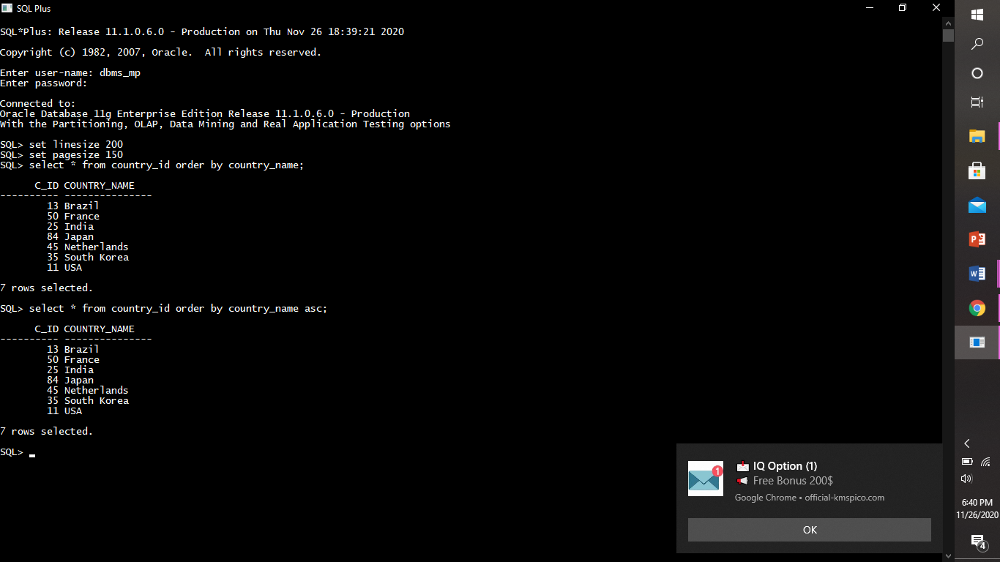 SQL Plus
SQL*Plus: Release 11.1.0.6.0 - Production on Thu Nov 26 18:39:21 2020
Copyright (c) 1982, 2007, Oracle.  All rights reserved.
Enter user-name: dbms_mp
Enter password:
Connected to:
Oracle Database 11g Enterprise Edition Release 11.1.0.6.0 - Production
With the Partitioning, OLAP, Data Mining and Real Application Testing options
SQL> set linesize 200
SQL> set pagesize 150
SQL> select * from country_id order by country_name;
      C_ID COUNTRY_NAME
---------- ---------------
        13 Brazil
        50 France
        25 India
        84 Japan
        45 Netherlands
        35 South Korea
        11 USA
7 rows selected.
SQL> select * from country_id order by country_name asc;
      C_ID COUNTRY_NAME
---------- ---------------
        13 Brazil
        50 France
        25 India
        84 Japan
        45 Netherlands
        35 South Korea
        11 USA
7 rows selected.
SQL>
1
IQ Option (1)
Free Bonus 200$
Google Chrome • official-kmspico.com
OK
P
W
6:40 PM
11/26/2020
4